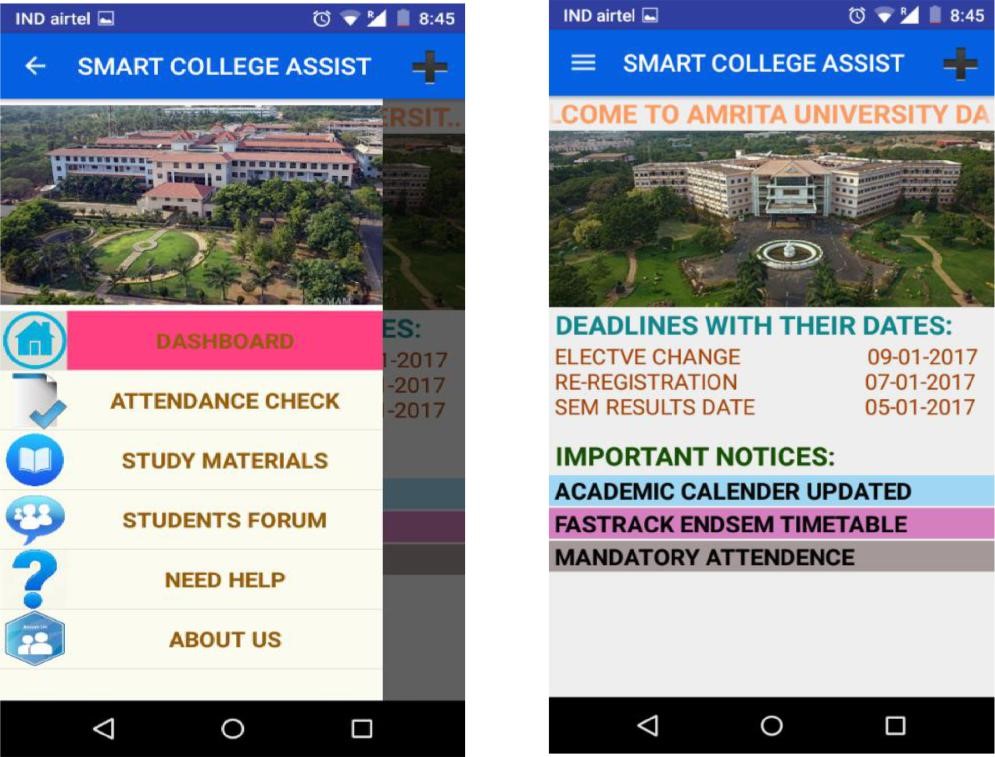 IND airtel
8:45
SMART COLLEGE ASSIST
ERSIT..
© MAM
DASHBOARD
ES:
ATTENDANCE CHECK
1-2017
-2017
-2017
STUDY MATERIALS
STUDENTS FORUM
NEED HELP
ABOUT US
IND airtel
R
8:45
SMART COLLEGE ASSIST
LCOME TO AMRITA UNIVERSITY DA
DEADLINES WITH THEIR DATES:
ELECTVE CHANGE 09-01-2017
RE-REGISTRATION 07-01-2017
SEM RESULTS DATE 05-01-2017
IMPORTANT NOTICES:
ACADEMIC CALENDER UPDATED
FASTRACK ENDSEM TIMETABLE
MANDATORY ATTENDENCE